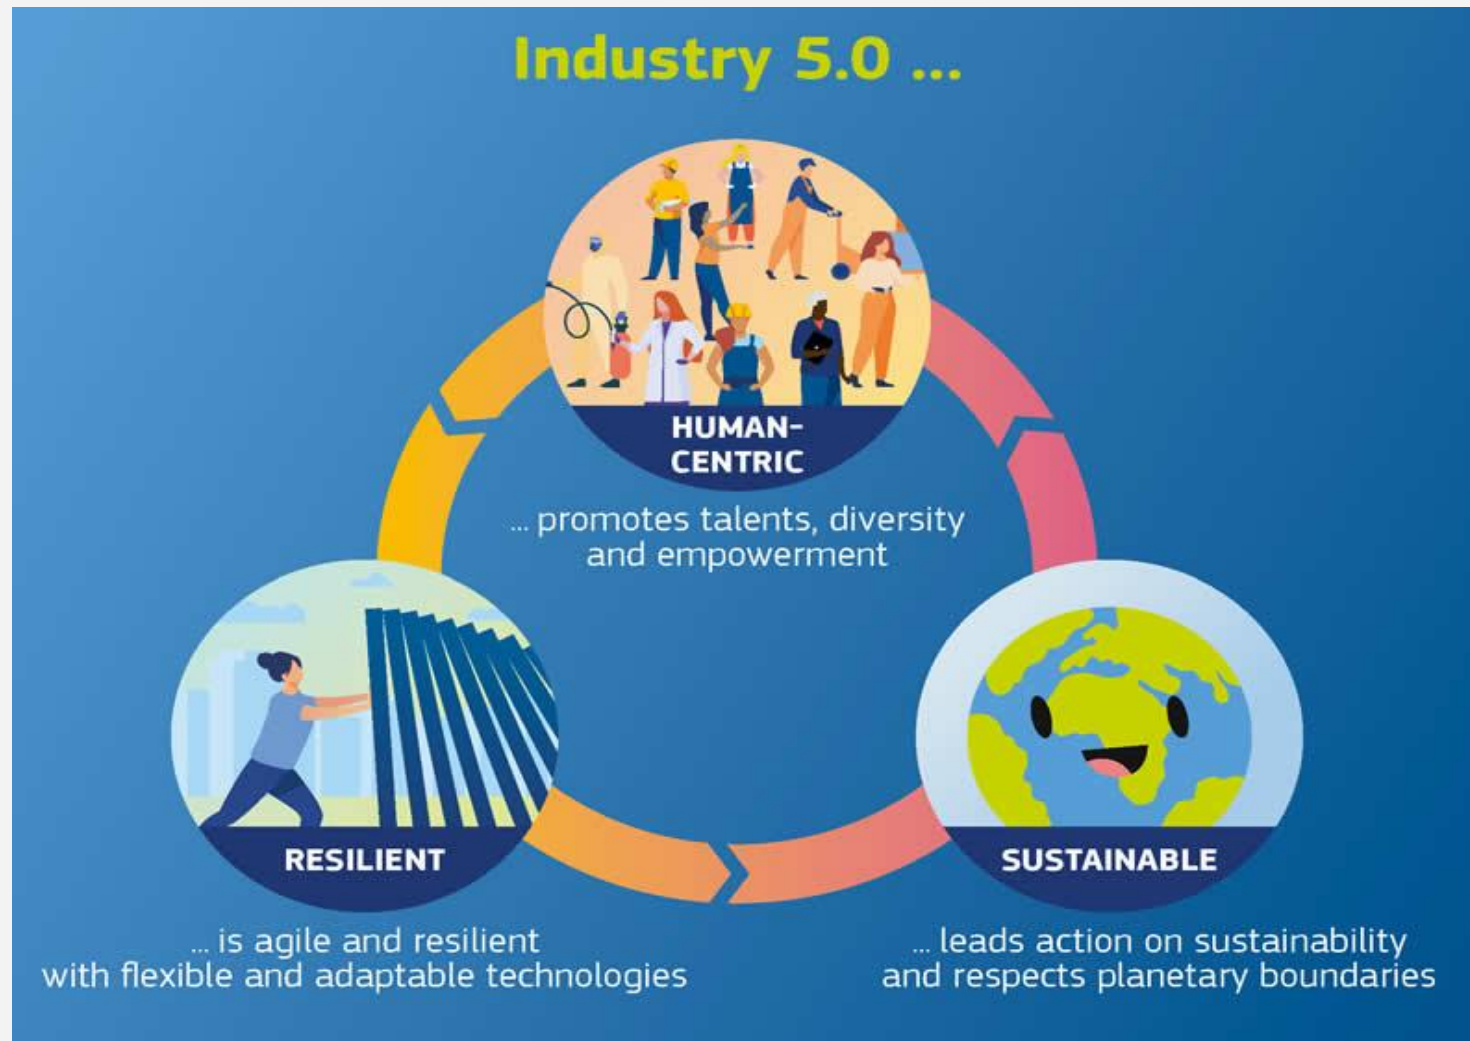 Industry 5.0 ...
HUMAN-
CENTRIC
... promotes talents, diversity
and empowerment
RESILIENT
... is agile and resilient
with flexible and adaptable technologies
SUSTAINABLE
... leads action on sustainability
and respects planetary boundaries